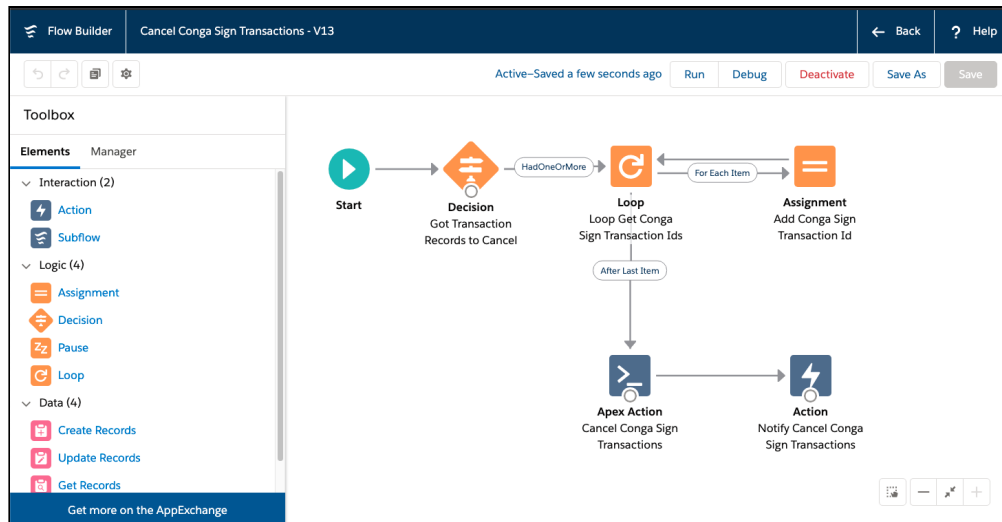 Flow Builder
Cancel Conga Sign Transactions - V13
Back
? Help
Active–Saved a few seconds ago
Run
Debug
Deactivate
Save As
Save
Toolbox
Elements
Manager
Interaction (2)
Action
Subflow
Logic (4)
Assignment
Decision
Pause
Loop
Data (4)
Create Records
Update Records
Get Records
Get more on the AppExchange
Start
Decision
Got Transaction
Records to Cancel
HadOneOrMore
Loop
Loop Get Conga
Sign Transaction Ids
For Each Item
Assignment
Add Conga Sign
Transaction Id
After Last Item
Apex Action
Cancel Conga Sign
Transactions
Action
Notify Cancel Conga
Sign Transactions